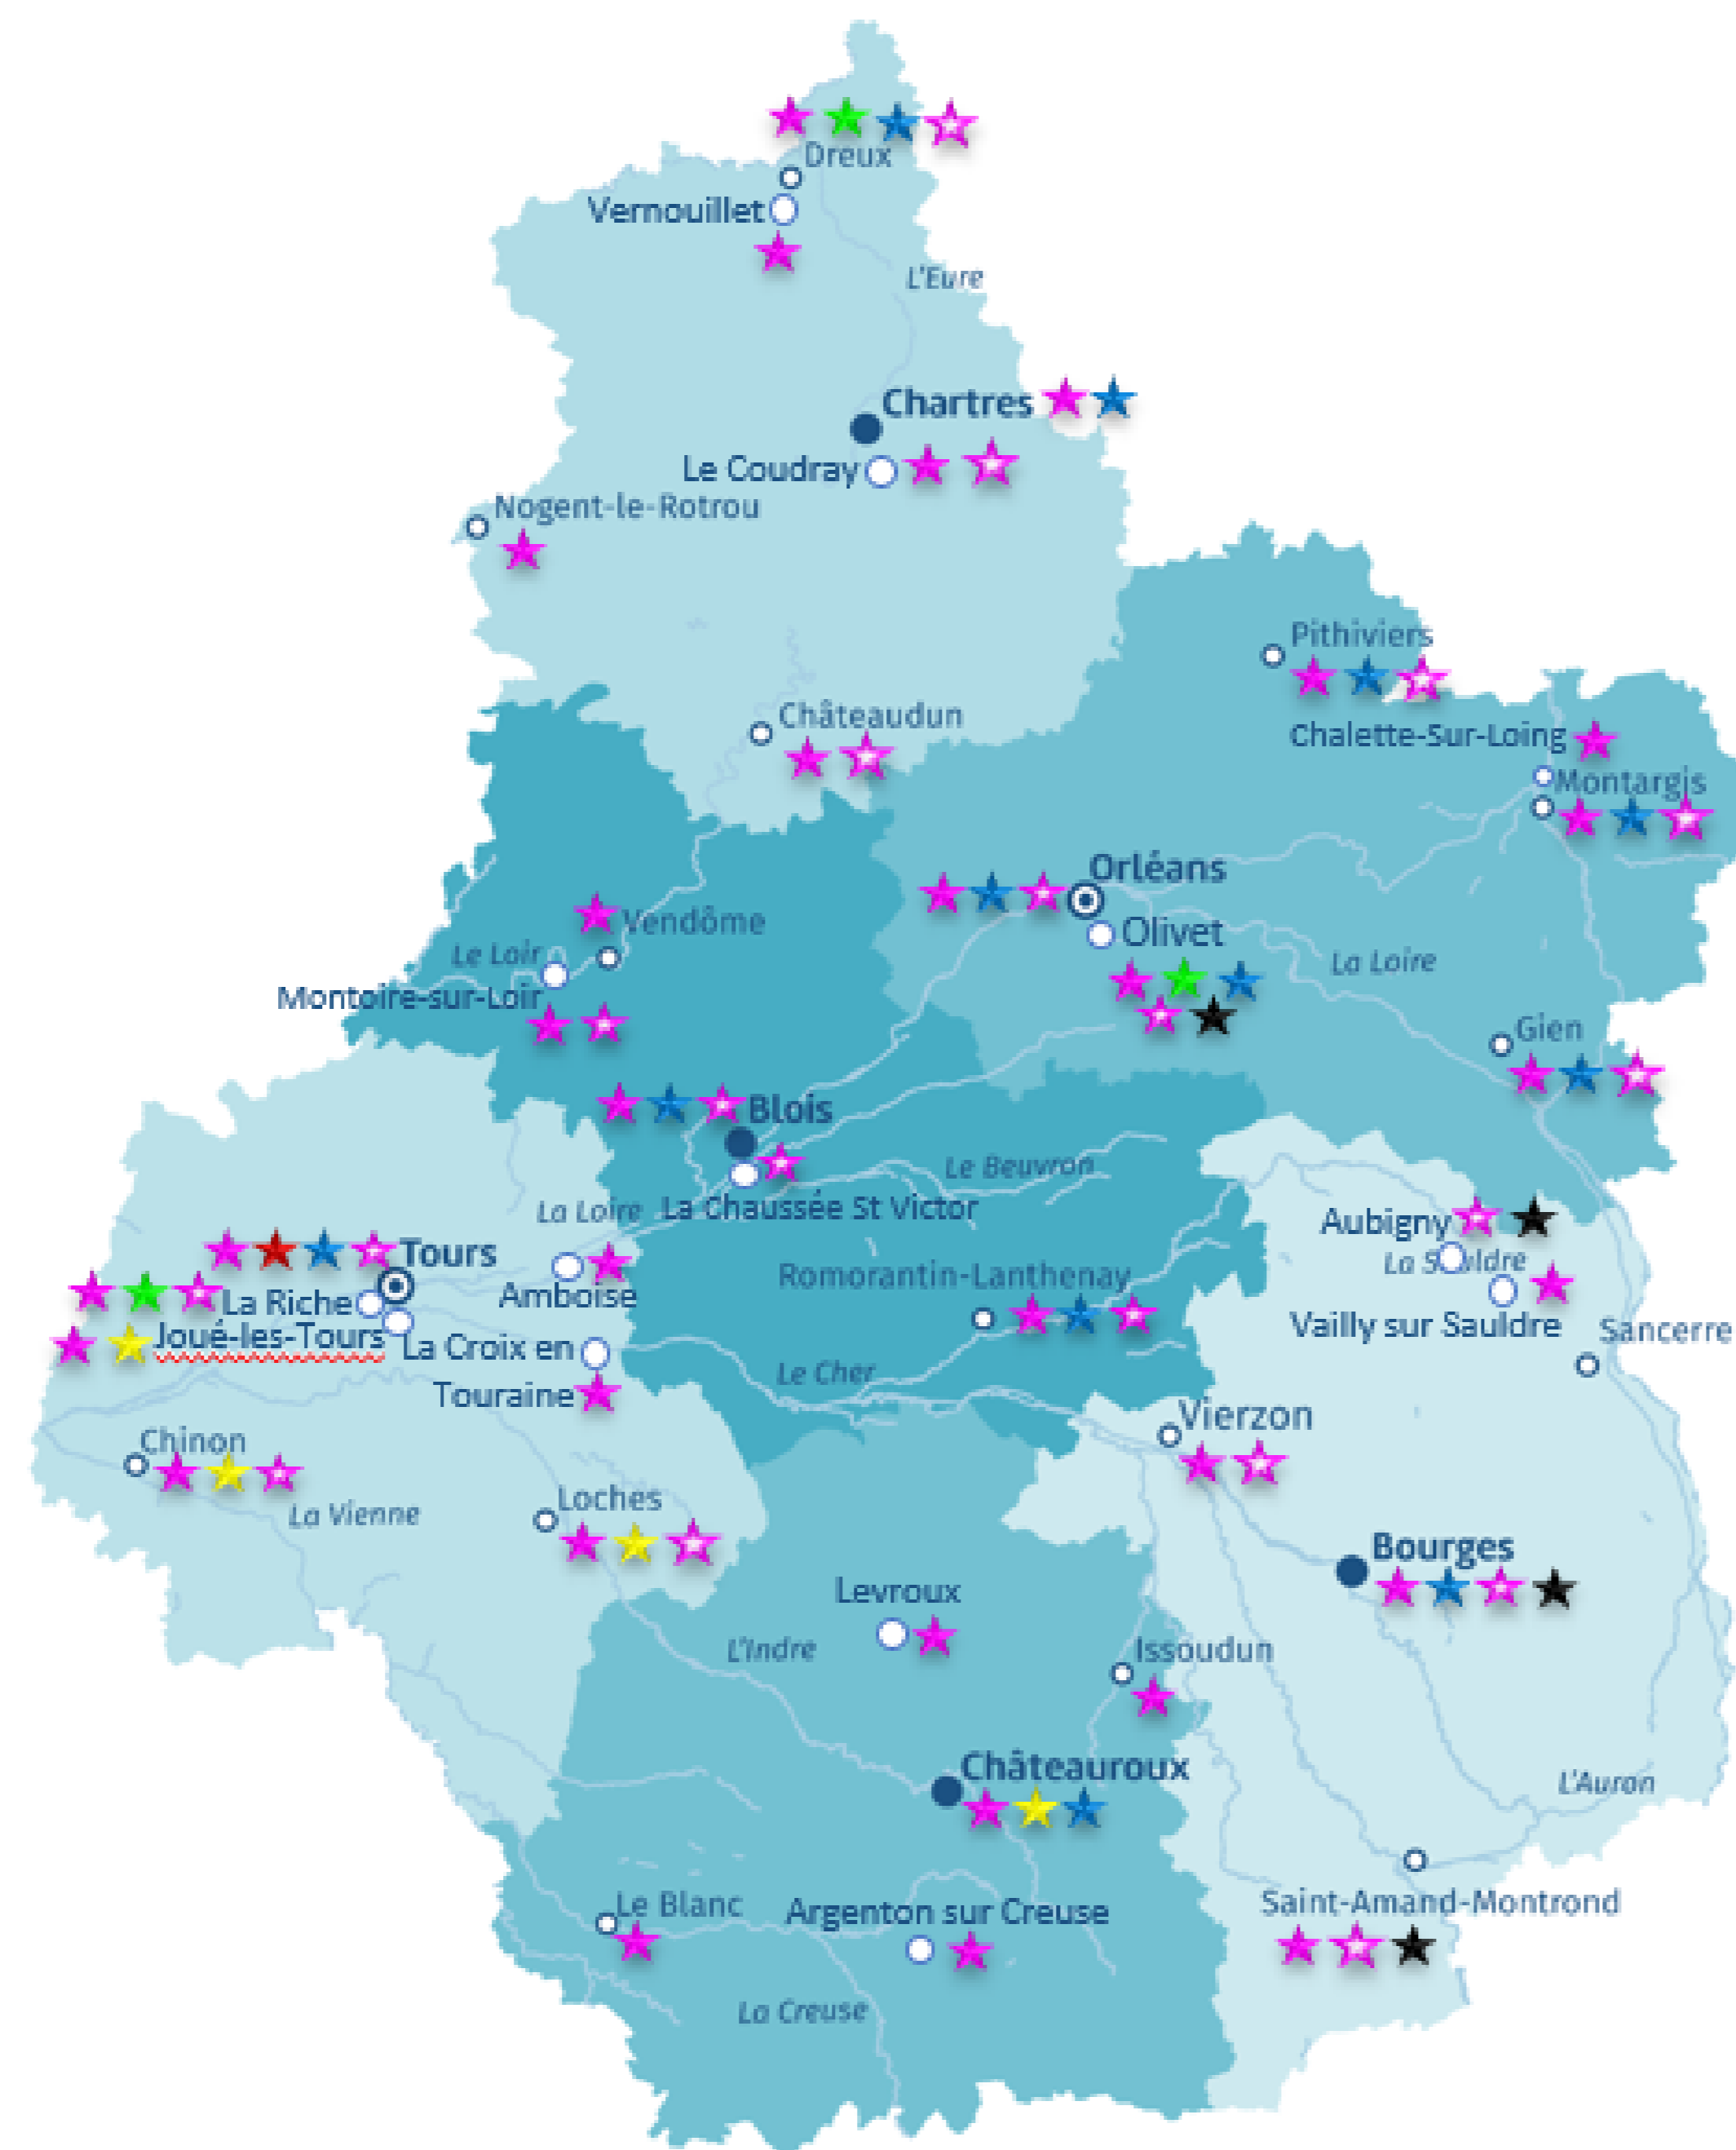 Dreux
Vernouillet
L'Eure
Chartres
Le Coudray
Nogent-le-Rotrou
Pithiviers
Châteaudun
Chalette-Sur-Loing
Montargis
Orléans
Vendôme
Olivet
Le Loir
La Loire
Montoire-sur-Loir
Gien
Blois
Le Beuvron
La Loire
La Chaussée St Victor
Aubigny
Tours
La Sauldre
Romorantin-Lanthenay
Amboise
La Riche
Vailly sur Sauldre
Sancerre
Joué-les-Tours
La Croix en
Touraine
Le Cher
Vierzon
Chinon
Loches
La Vienne
Bourges
Levroux
L'Indre
Issoudun
Châteauroux
L'Auron
Le Blanc
Argenton sur Creuse
Saint-Amand-Montrond
La Creuse